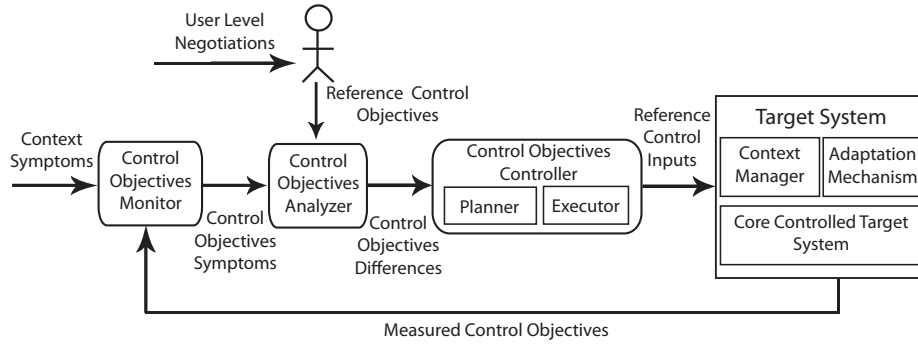 User Level
Negotiations
Reference Control
Objectives
Context
Symptoms
Control
Objectives
Monitor
Control
Objectives
Symptoms
Control
Objectives
Analyzer
Control
Objectives
Differences
Control Objectives
Controller
Planner
Executor
Reference
Control
Inputs
Target System
Context
Manager
Adaptation
Mechanism
Core Controlled Target
System
Measured Control Objectives